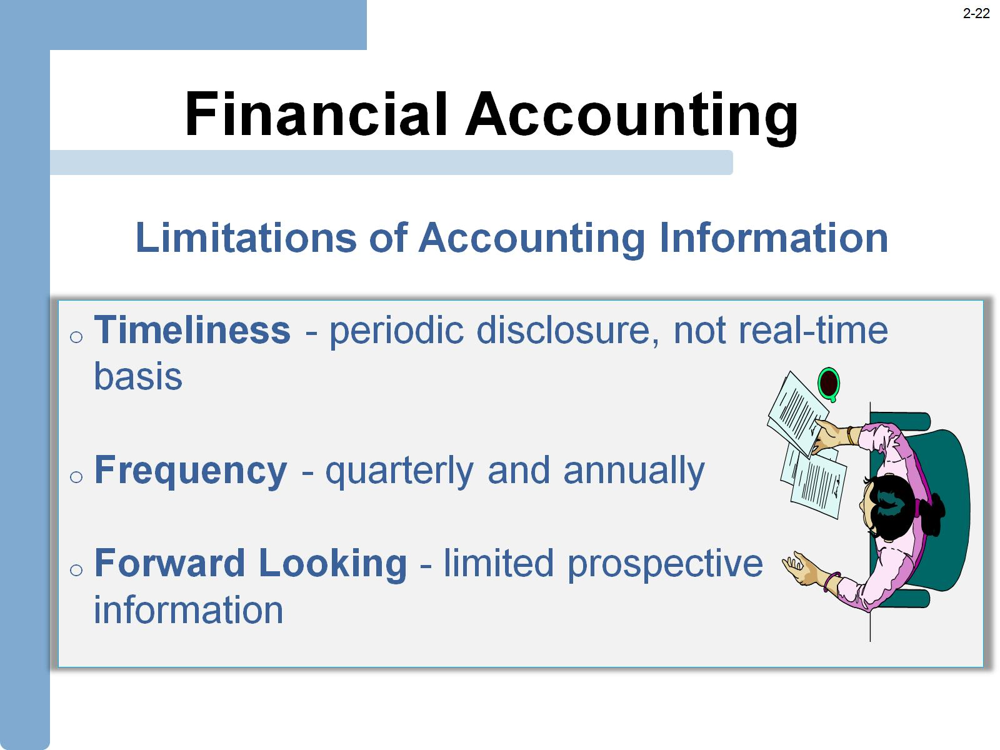 2-22
Financial Accounting
Limitations of Accounting Information
o Timeliness - periodic disclosure, not real-time
basis
o Frequency - quarterly and annually
o Forward Looking - limited prospective
information